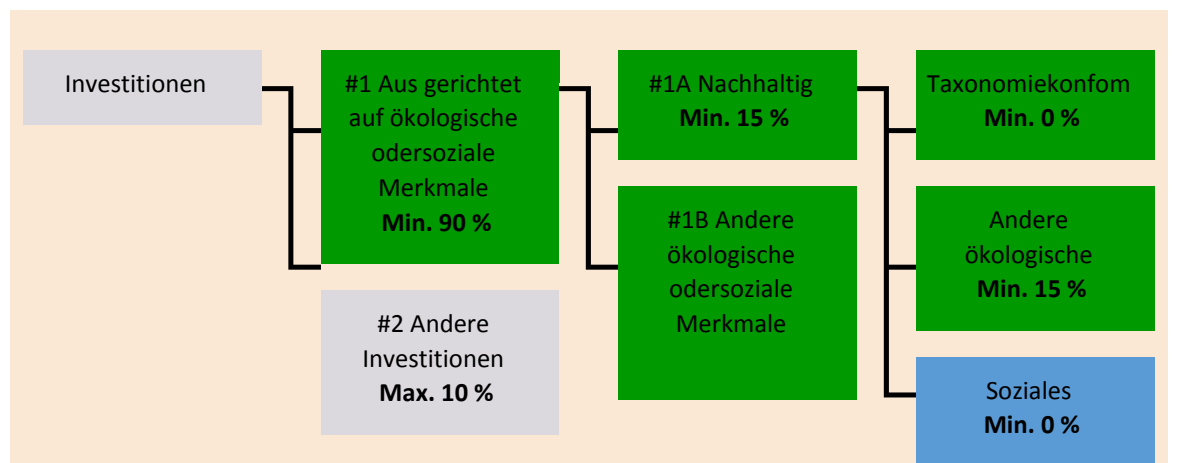 Investitionen
#1 Aus gerichtet
auf ökologische
odersoziale
Merkmale
Min. 90 %
#2 Andere
Investitionen
Max. 10 %
#1A Nachhaltig
Min. 15 %
#1B Andere
ökologische
odersoziale
Merkmale
Taxonomiekonfom
Min. 0 %
Andere
ökologische
Min. 15 %
Soziales
Min. 0 %